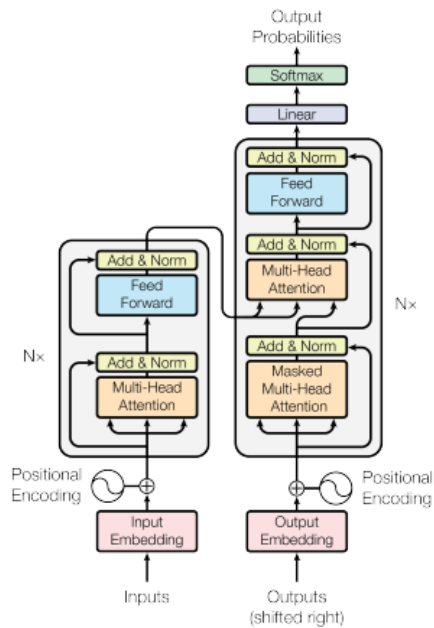 Output
Probabilities
Softmax
Linear
Add & Norm
Feed
Forward
Add & Norm
Multi-Head
Attention
Nx
Add & Norm
Masked
Multi-Head
Attention
Add & Norm
Feed
Forward
Nx
Add & Norm
Multi-Head
Attention
Positional
Encoding
Positional
Encoding
Input
Embedding
Output
Embedding
Inputs
Outputs
(shifted right)